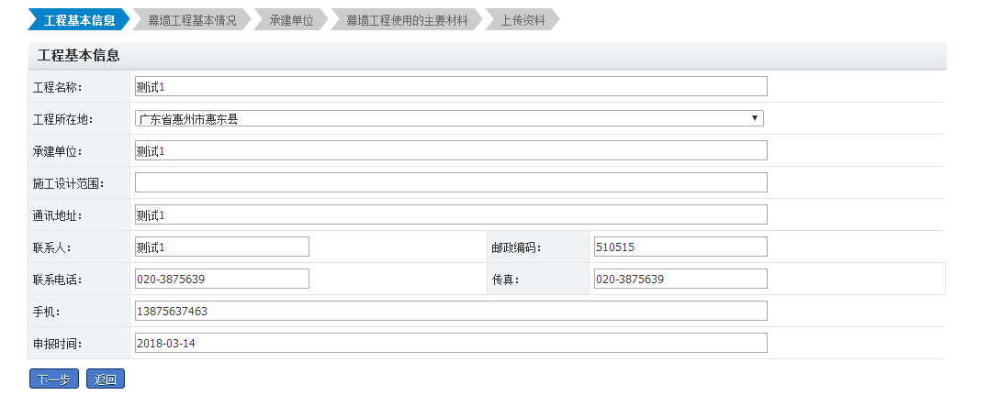 工程基本信息 幕墙工程基本情况 承建单位 幕墙工程使用的主要材料 上传资料
工程基本信息
工程名称: 测试1
工程所在地: 广东省惠州市惠东县
承建单位: 测试1
施工设计范围:
通讯地址: 测试1
联系人: 测试1 邮政编码: 510515
联系电话: 020-3875639 传真: 020-3875639
手机: 13875637463
申报时间: 2018-03-14
下一步 返回